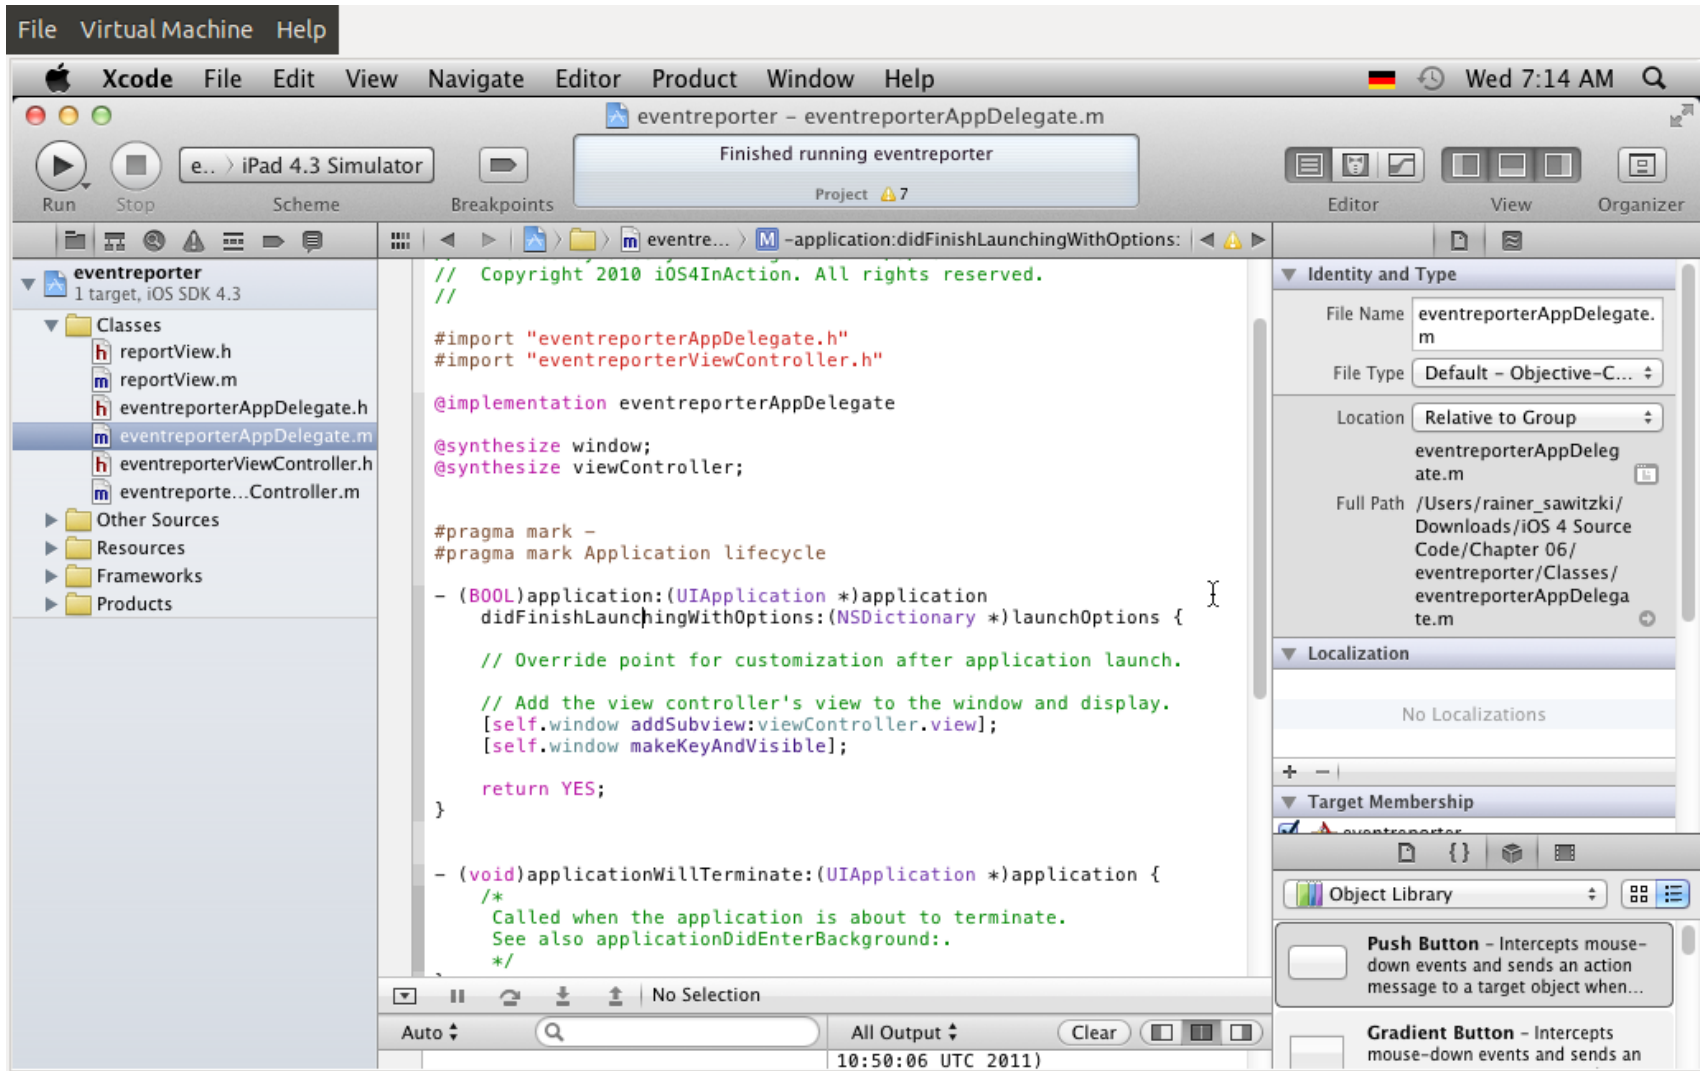 File Virtual Machine Help
Xcode File Edit View Navigate Editor Product Window Help Wed 7:14 AM
eventreporter – eventreporterAppDelegate.m
e.. 〉 iPad 4.3 Simulator
Finished running eventreporter
Project 7
Run Stop Scheme Breakpoints Editor View Organizer
eventre... 〉 M -application:didFinishLaunchingWithOptions:
eventreporter
1 target, iOS SDK 4.3
Classes
h reportView.h
m reportView.m
h eventreporterAppDelegate.h
m eventreporterAppDelegate.m
h eventreporterViewController.h
m eventreporte...Controller.m
Other Sources
Resources
Frameworks
Products
// Copyright 2010 iOS4InAction. All rights reserved.
//
#import "eventreporterAppDelegate.h"
#import "eventreporterViewController.h"
@implementation eventreporterAppDelegate
@synthesize window;
@synthesize viewController;
#pragma mark -
#pragma mark Application lifecycle
- (BOOL)application:(UIApplication *)application
didFinishLaunchingWithOptions:(NSDictionary *)launchOptions {
// Override point for customization after application launch.
// Add the view controller's view to the window and display.
[self.window addSubview:viewController.view];
[self.window makeKeyAndVisible];
return YES;
}
- (void)applicationWillTerminate:(UIApplication *)application {
/*
Called when the application is about to terminate.
See also applicationDidEnterBackground:.
*/
No Selection
Auto All Output Clear
10:50:06 UTC 2011)
Identity and Type
File Name eventreporterAppDelegate.
m
File Type Default – Objective-C...
Location Relative to Group
eventreporterAppDeleg
ate.m
Full Path /Users/rainer_sawitzki/
Downloads/iOS 4 Source
Code/Chapter 06/
eventreporter/Classes/
eventreporterAppDelega
te.m
Localization
No Localizations
+ −
Target Membership
eventreporter
{}
Object Library
Push Button – Intercepts mouse-
down events and sends an action
message to a target object when...
Gradient Button – Intercepts
mouse-down events and sends an